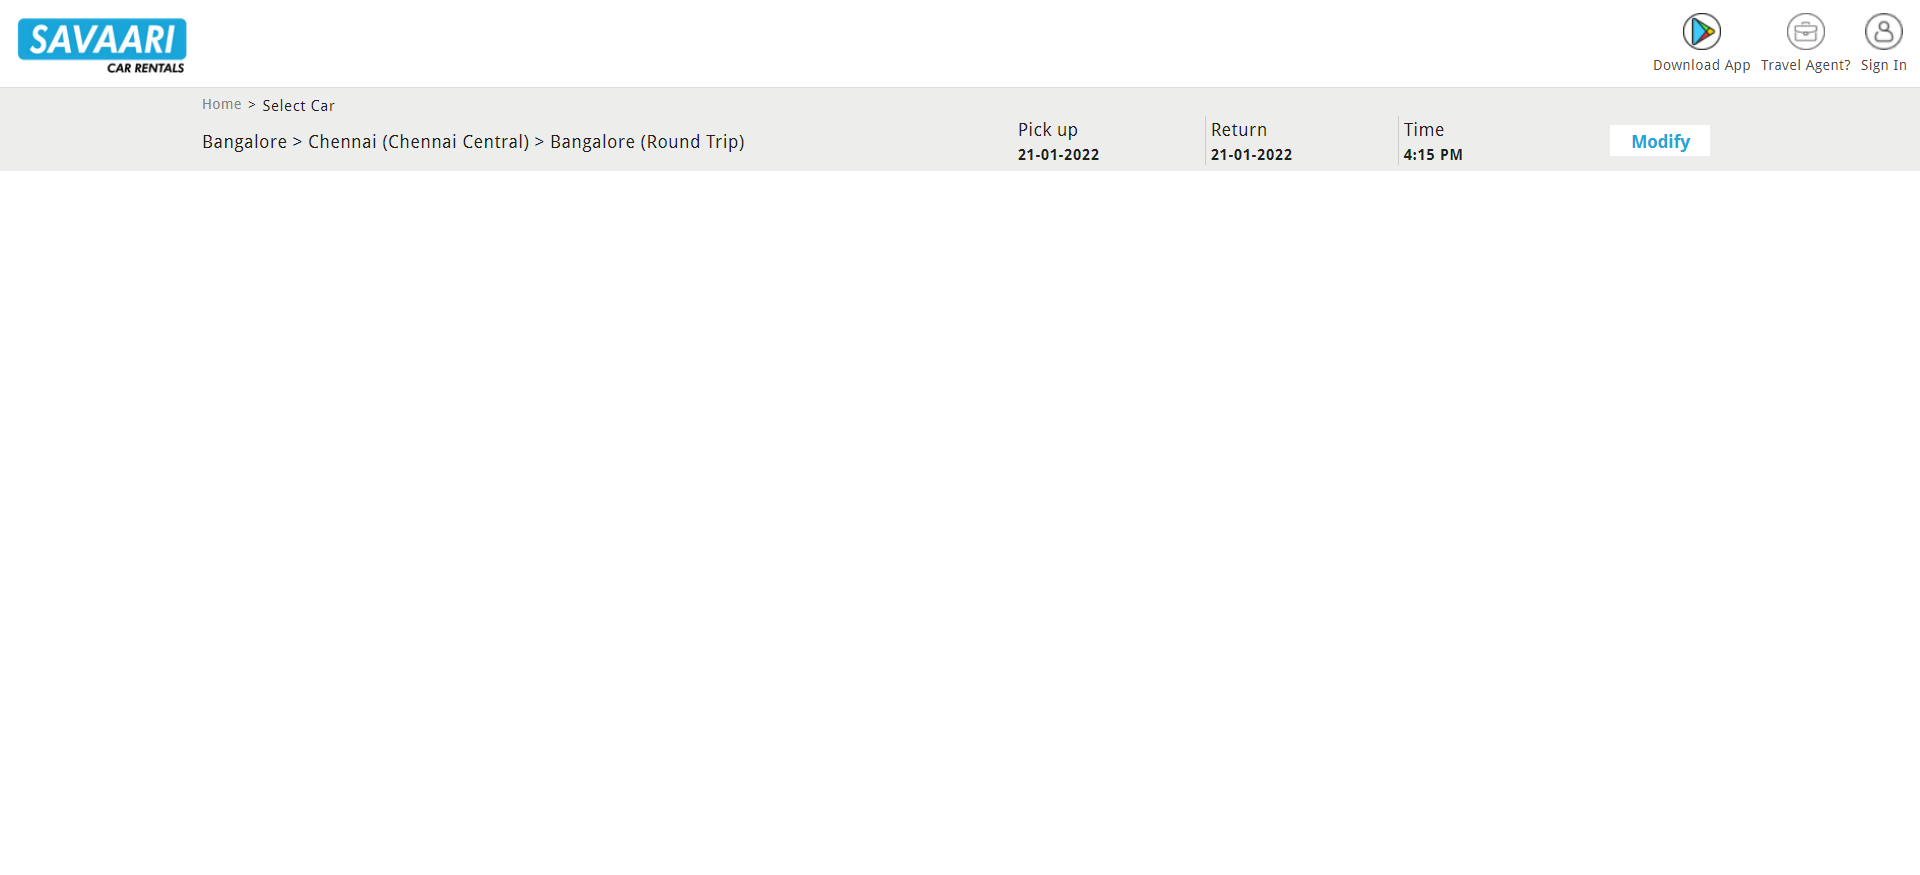 SAVAARI
CAR RENTALS
Download App
Travel Agent?
Sign In
Home > Select Car
Bangalore > Chennai (Chennai Central) > Bangalore (Round Trip)
Pick up
21-01-2022
Return
21-01-2022
Time
4:15 PM
Modify